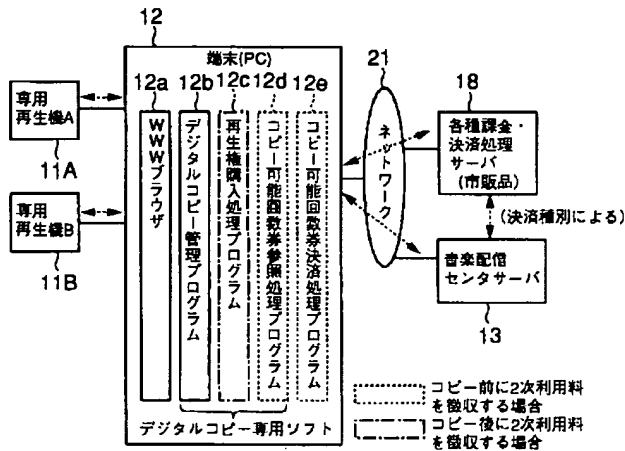 12
端末(PC)
12a
12b
12c
12d
12e
専用
再生機A
11A
専用
再生機B
11B
WWWブラウザ
デジタルコピー管理プログラム
再生権購入処理プログラム
コピー可能回数券参照処理プログラム
コピー可能回数券決済処理プログラム
デジタルコピー専用ソフト
21
ネットワーク
18
各種課金・
決済処理
サーバ
(市販品)
(決済種別による)
音楽配信
センタサーバ
13
コピー前に2次利用料
を徴収する場合
コピー後に2次利用料
を徴収する場合